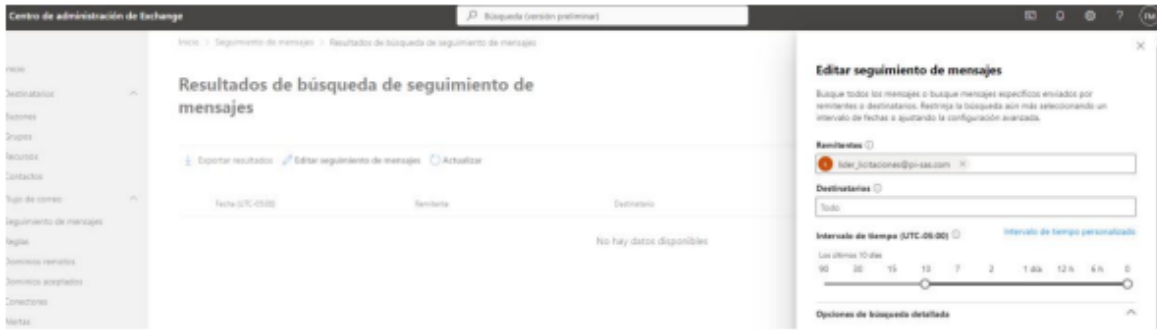 Centro de administración de Exchange
Búsqueda (versión preliminar)
Inicio > Seguimiento de mensajes > Resultados de búsqueda de seguimiento de mensajes
Inicio
Destinatarios
Buzones
Grupos
Recursos
Contactos
Flujo de correo
Seguimiento de mensajes
Reglas
Dominios remotos
Dominios aceptados
Conectores
Alertas
Resultados de búsqueda de seguimiento de
mensajes
Exportar resultados Editar seguimiento de mensajes Actualizar
Fecha (UTC-05:00) Remitente Destinatario
No hay datos disponibles
Editar seguimiento de mensajes
Busque todos los mensajes o busque mensajes específicos enviados por
remitentes o destinatarios. Restrinja la búsqueda aún más seleccionando un
intervalo de fechas o ajustando la configuración avanzada.
Remitentes
lider_licitaciones@pi-sas.com
Destinatarios
Todo
Intervalo de tiempo (UTC-05:00) Intervalo de tiempo personalizado
Los últimos 10 días
90 30 15 10 7 2 1 día 12 h 6 h 0
Opciones de búsqueda detallada